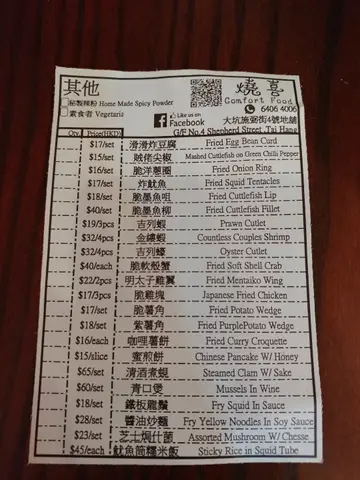 其他 燒喜
Comfort Food
□秘製辣粉 Home Made Spicy Powder
6406 4006
□素食者 Vegetaris
Like us on Facebook
大坑施弼街4號地舖
G/F No.4 Shepherd Street ,Tai Hang
Qty. Price(HKD)
$17/set 滑滑炸豆腐 Fried Egg Bean Curd
$15/set 賊佬尖椒 Mashed Cuttlefish on Green Chilli Pepper
$16/set 脆洋蔥圈 Fried Onion Ring
$17/set 炸魷魚 Fried Squid Tentacles
$18/set 脆墨魚咀 Fried Cuttlefish Lip
$40/set 脆墨魚柳 Fried Cuttlefish Fillet
$19/3pcs 吉列蝦 Prawn Cutlet
$32/4pcs 金鏤蝦 Countless Couples Shrimp
$32/4pcs 吉列蠔 Oyster Cutlet
$40/each 脆軟殼蟹 Fried Soft Shell Crab
$22/2pcs 明太子雞翼 Fried Mentaiko Wing
$17/3pcs 脆雞塊 Japanese Fried Chicken
$17/set 脆薯角 Fried Potato Wedge
$18/set 紫薯角 Fried PurplePotato Wedge
$16/each 咖哩薯餅 Fried Curry Croquette
$15/slice 蜜煎餅 Chinese Pancake W/ Honey
$65/set 清酒煮蜆 Steamed Clam W/ Sake
$60/set 青口煲 Mussels In Wine
$18/set 鐵板龍鬚 Fry Squid In Sauce
$28/set 醬油炒麵 Fry Yellow Noodles In Soy Sauce
$23/set 芝士焗什菌 Assorted Mushroom W/ Chesse
$45/each 魷魚筒糯米飯 Sticky Rice in Squid Tube